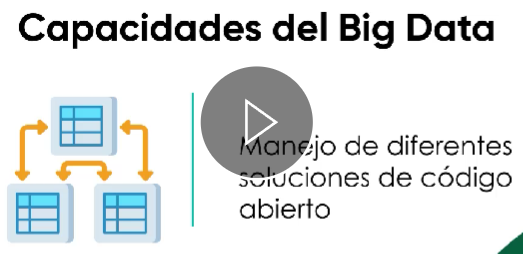 Capacidades del Big Data
Manejo de diferentes
soluciones de código
abierto